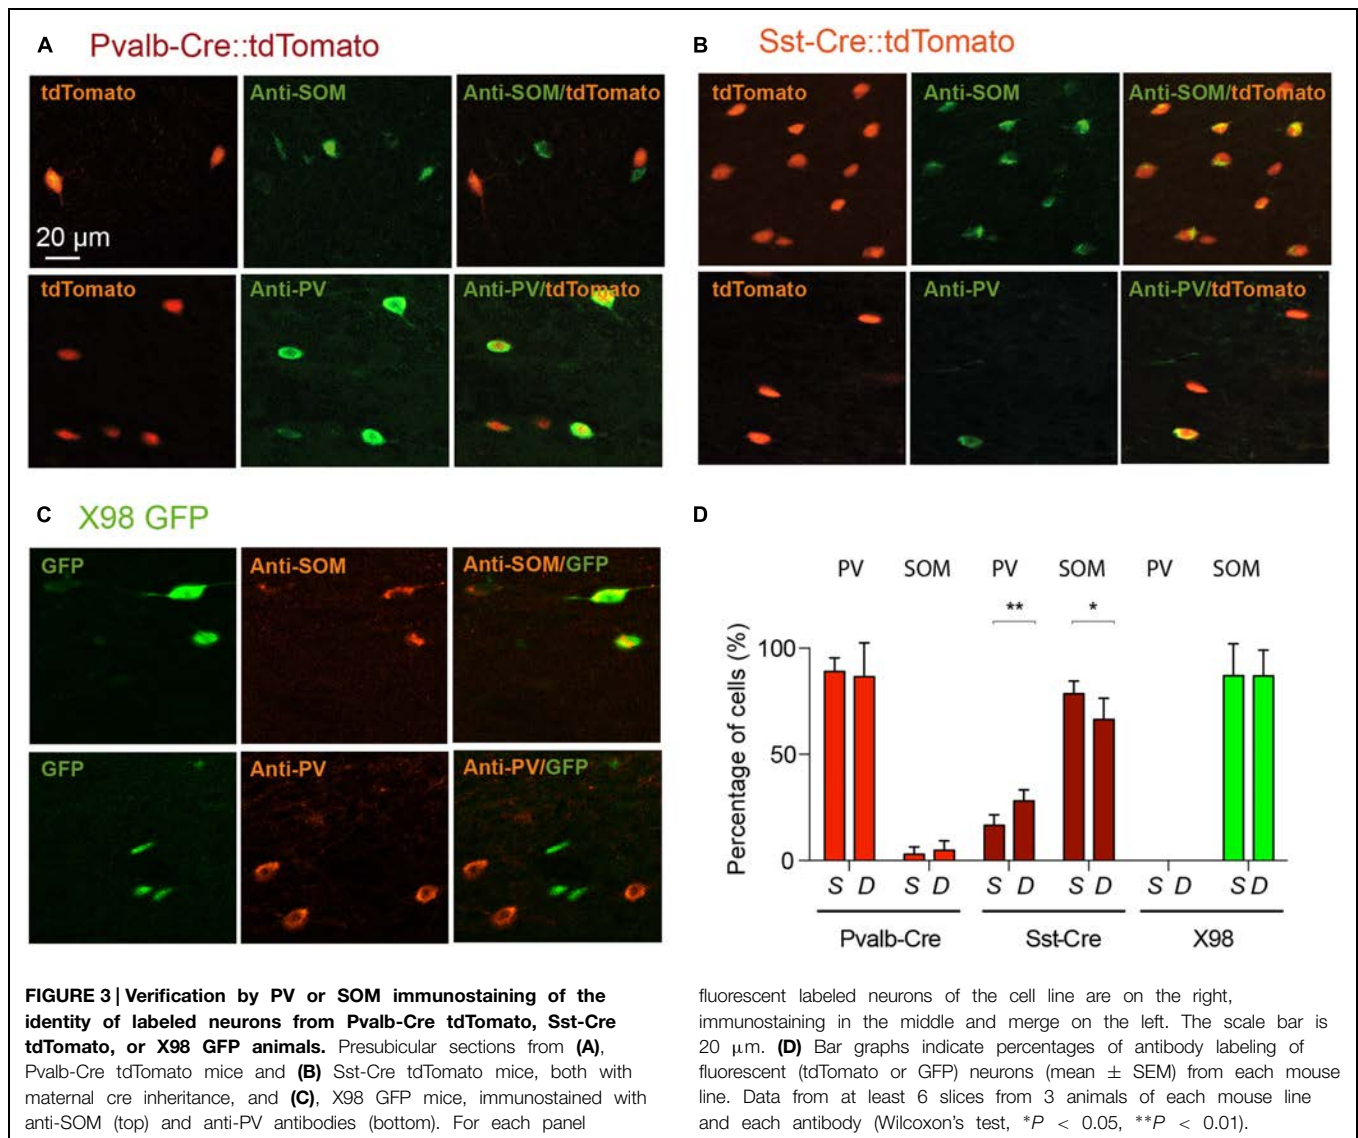 A Pvalb-Cre::tdTomato
tdTomato Anti-SOM Anti-SOM/tdTomato
20 µm
tdTomato Anti-PV Anti-PV/tdTomato
B Sst-Cre::tdTomato
tdTomato Anti-SOM Anti-SOM/tdTomato
tdTomato Anti-PV Anti-PV/tdTomato
C X98 GFP
GFP Anti-SOM Anti-SOM/GFP
GFP Anti-PV Anti-PV/GFP
D
PV SOM PV SOM PV SOM
** *
Percentage of cells (%)
100
50
0
S D S D S D S D S D S D
Pvalb-Cre Sst-Cre X98
FIGURE 3 | Verification by PV or SOM immunostaining of the
identity of labeled neurons from Pvalb-Cre tdTomato, Sst-Cre
tdTomato, or X98 GFP animals. Presubicular sections from (A),
Pvalb-Cre tdTomato mice and (B) Sst-Cre tdTomato mice, both with
maternal cre inheritance, and (C), X98 GFP mice, immunostained with
anti-SOM (top) and anti-PV antibodies (bottom). For each panel
fluorescent labeled neurons of the cell line are on the right,
immunostaining in the middle and merge on the left. The scale bar is
20 μm. (D) Bar graphs indicate percentages of antibody labeling of
fluorescent (tdTomato or GFP) neurons (mean ± SEM) from each mouse
line. Data from at least 6 slices from 3 animals of each mouse line
and each antibody (Wilcoxon's test, *P < 0.05, **P < 0.01).